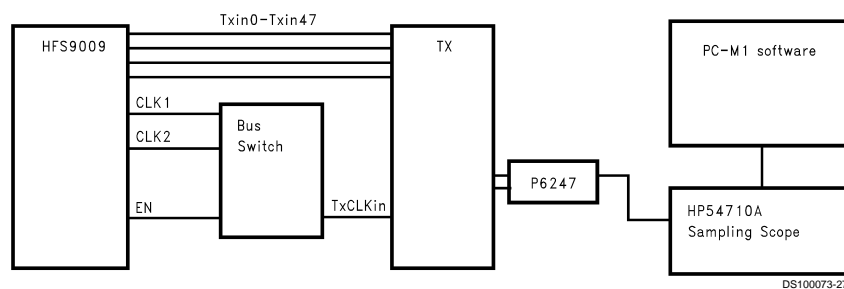 Txin0-Txin47
HFS9009
TX
PC-M1 software
CLK1
Bus
Switch
CLK2
P6247
EN
TxCLKin
HP54710A
Sampling Scope